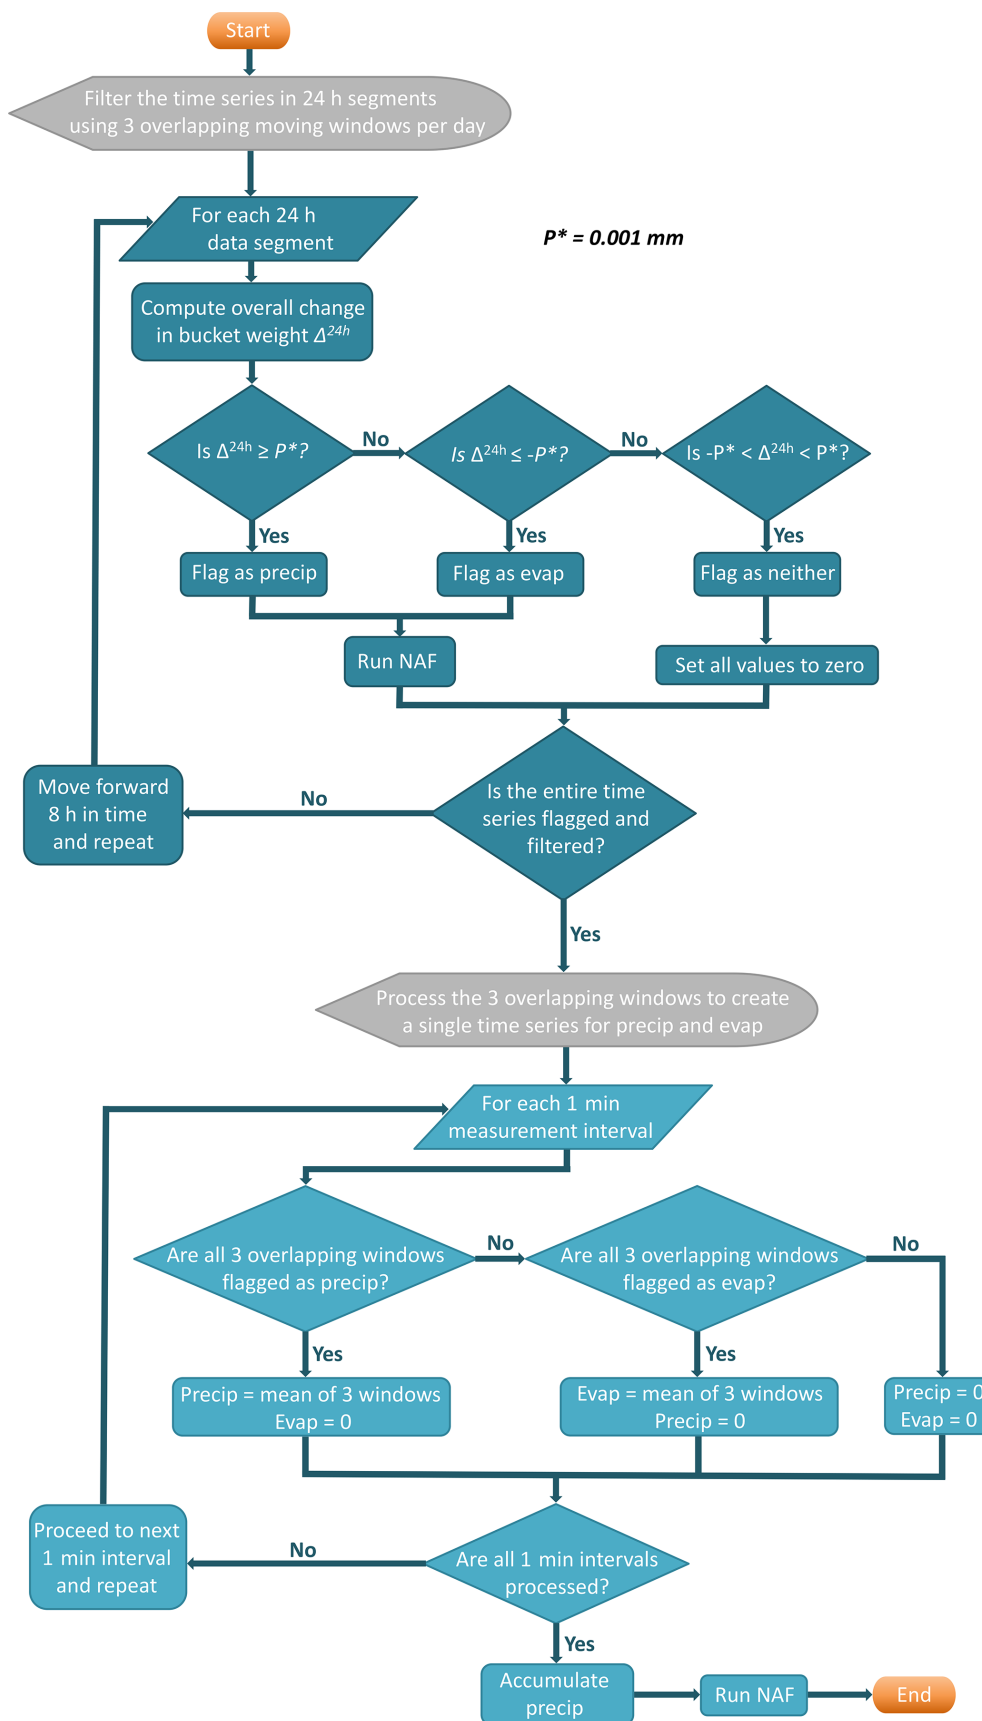 Start
Filter the time series in 24 h segments
using 3 overlapping moving windows per day
For each 24 h
data segment
P* = 0.001 mm
Compute overall change
in bucket weight Δ²⁴ʰ
Is Δ²⁴ʰ ≥ P*?
No
Is Δ²⁴ʰ ≤ -P*?
No
Is -P* < Δ²⁴ʰ < P*?
Yes
Yes
Yes
Flag as precip
Flag as evap
Flag as neither
Run NAF
Set all values to zero
Is the entire time
series flagged and
filtered?
No
Move forward
8 h in time
and repeat
Yes
Process the 3 overlapping windows to create
a single time series for precip and evap
For each 1 min
measurement interval
Are all 3 overlapping windows
flagged as precip?
No
Are all 3 overlapping windows
flagged as evap?
No
Yes
Yes
Precip = mean of 3 windows
Evap = 0
Evap = mean of 3 windows
Precip = 0
Precip = 0
Evap = 0
Are all 1 min intervals
processed?
No
Proceed to next
1 min interval
and repeat
Yes
Accumulate
precip
Run NAF
End